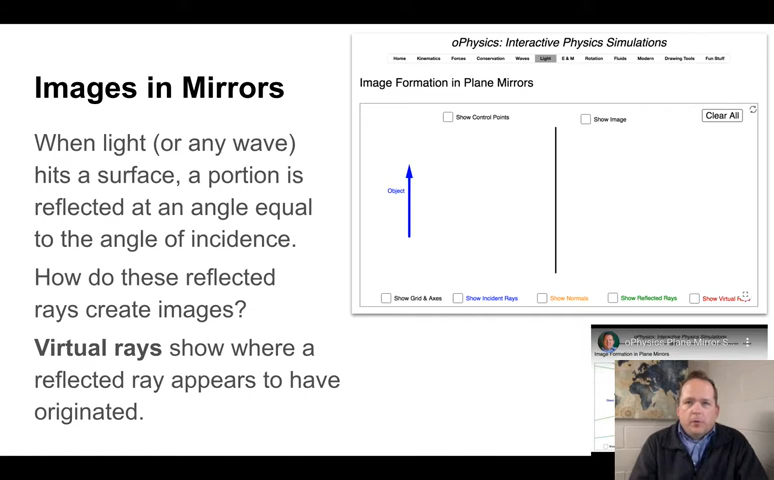 Images in Mirrors
When light (or any wave)
hits a surface, a portion is
reflected at an angle equal
to the angle of incidence.
How do these reflected
rays create images?
Virtual rays show where a
reflected ray appears to have
originated.
oPhysics: Interactive Physics Simulations
Home Kinematics Forces Conservation Waves Light E & M Rotation Fluids Modern Drawing Tools Fun Stuff
Image Formation in Plane Mirrors
Show Control Points Show Image Clear All
Object
Show Grid & Axes Show Incident Rays Show Normals Show Reflected Rays Show Virtual
oPhysics: Interactive Physics Simulations
oPhysics Plane Mirror S...
Image Formation in Plane Mirrors